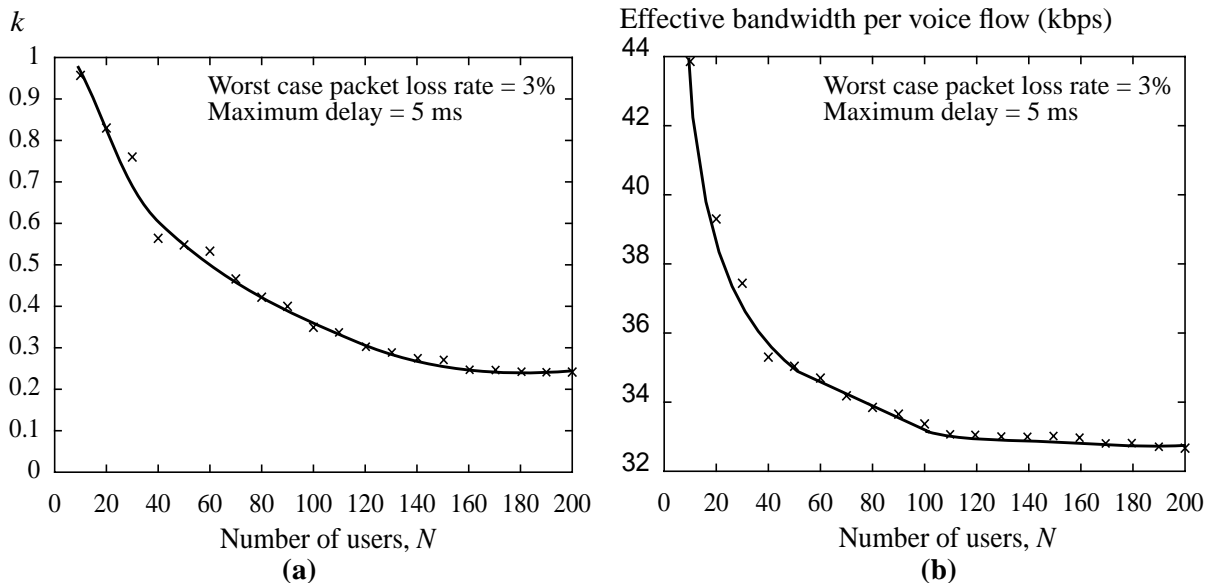 k
1
0.9
0.8
0.7
0.6
0.5
0.4
0.3
0.2
0.1
0
Worst case packet loss rate = 3%
Maximum delay = 5 ms
0 20 40 60 80 100 120 140 160 180 200
Number of users, N
(a)
Effective bandwidth per voice flow (kbps)
44
42
40
38
36
34
32
Worst case packet loss rate = 3%
Maximum delay = 5 ms
0 20 40 60 80 100 120 140 160 180 200
Number of users, N
(b)